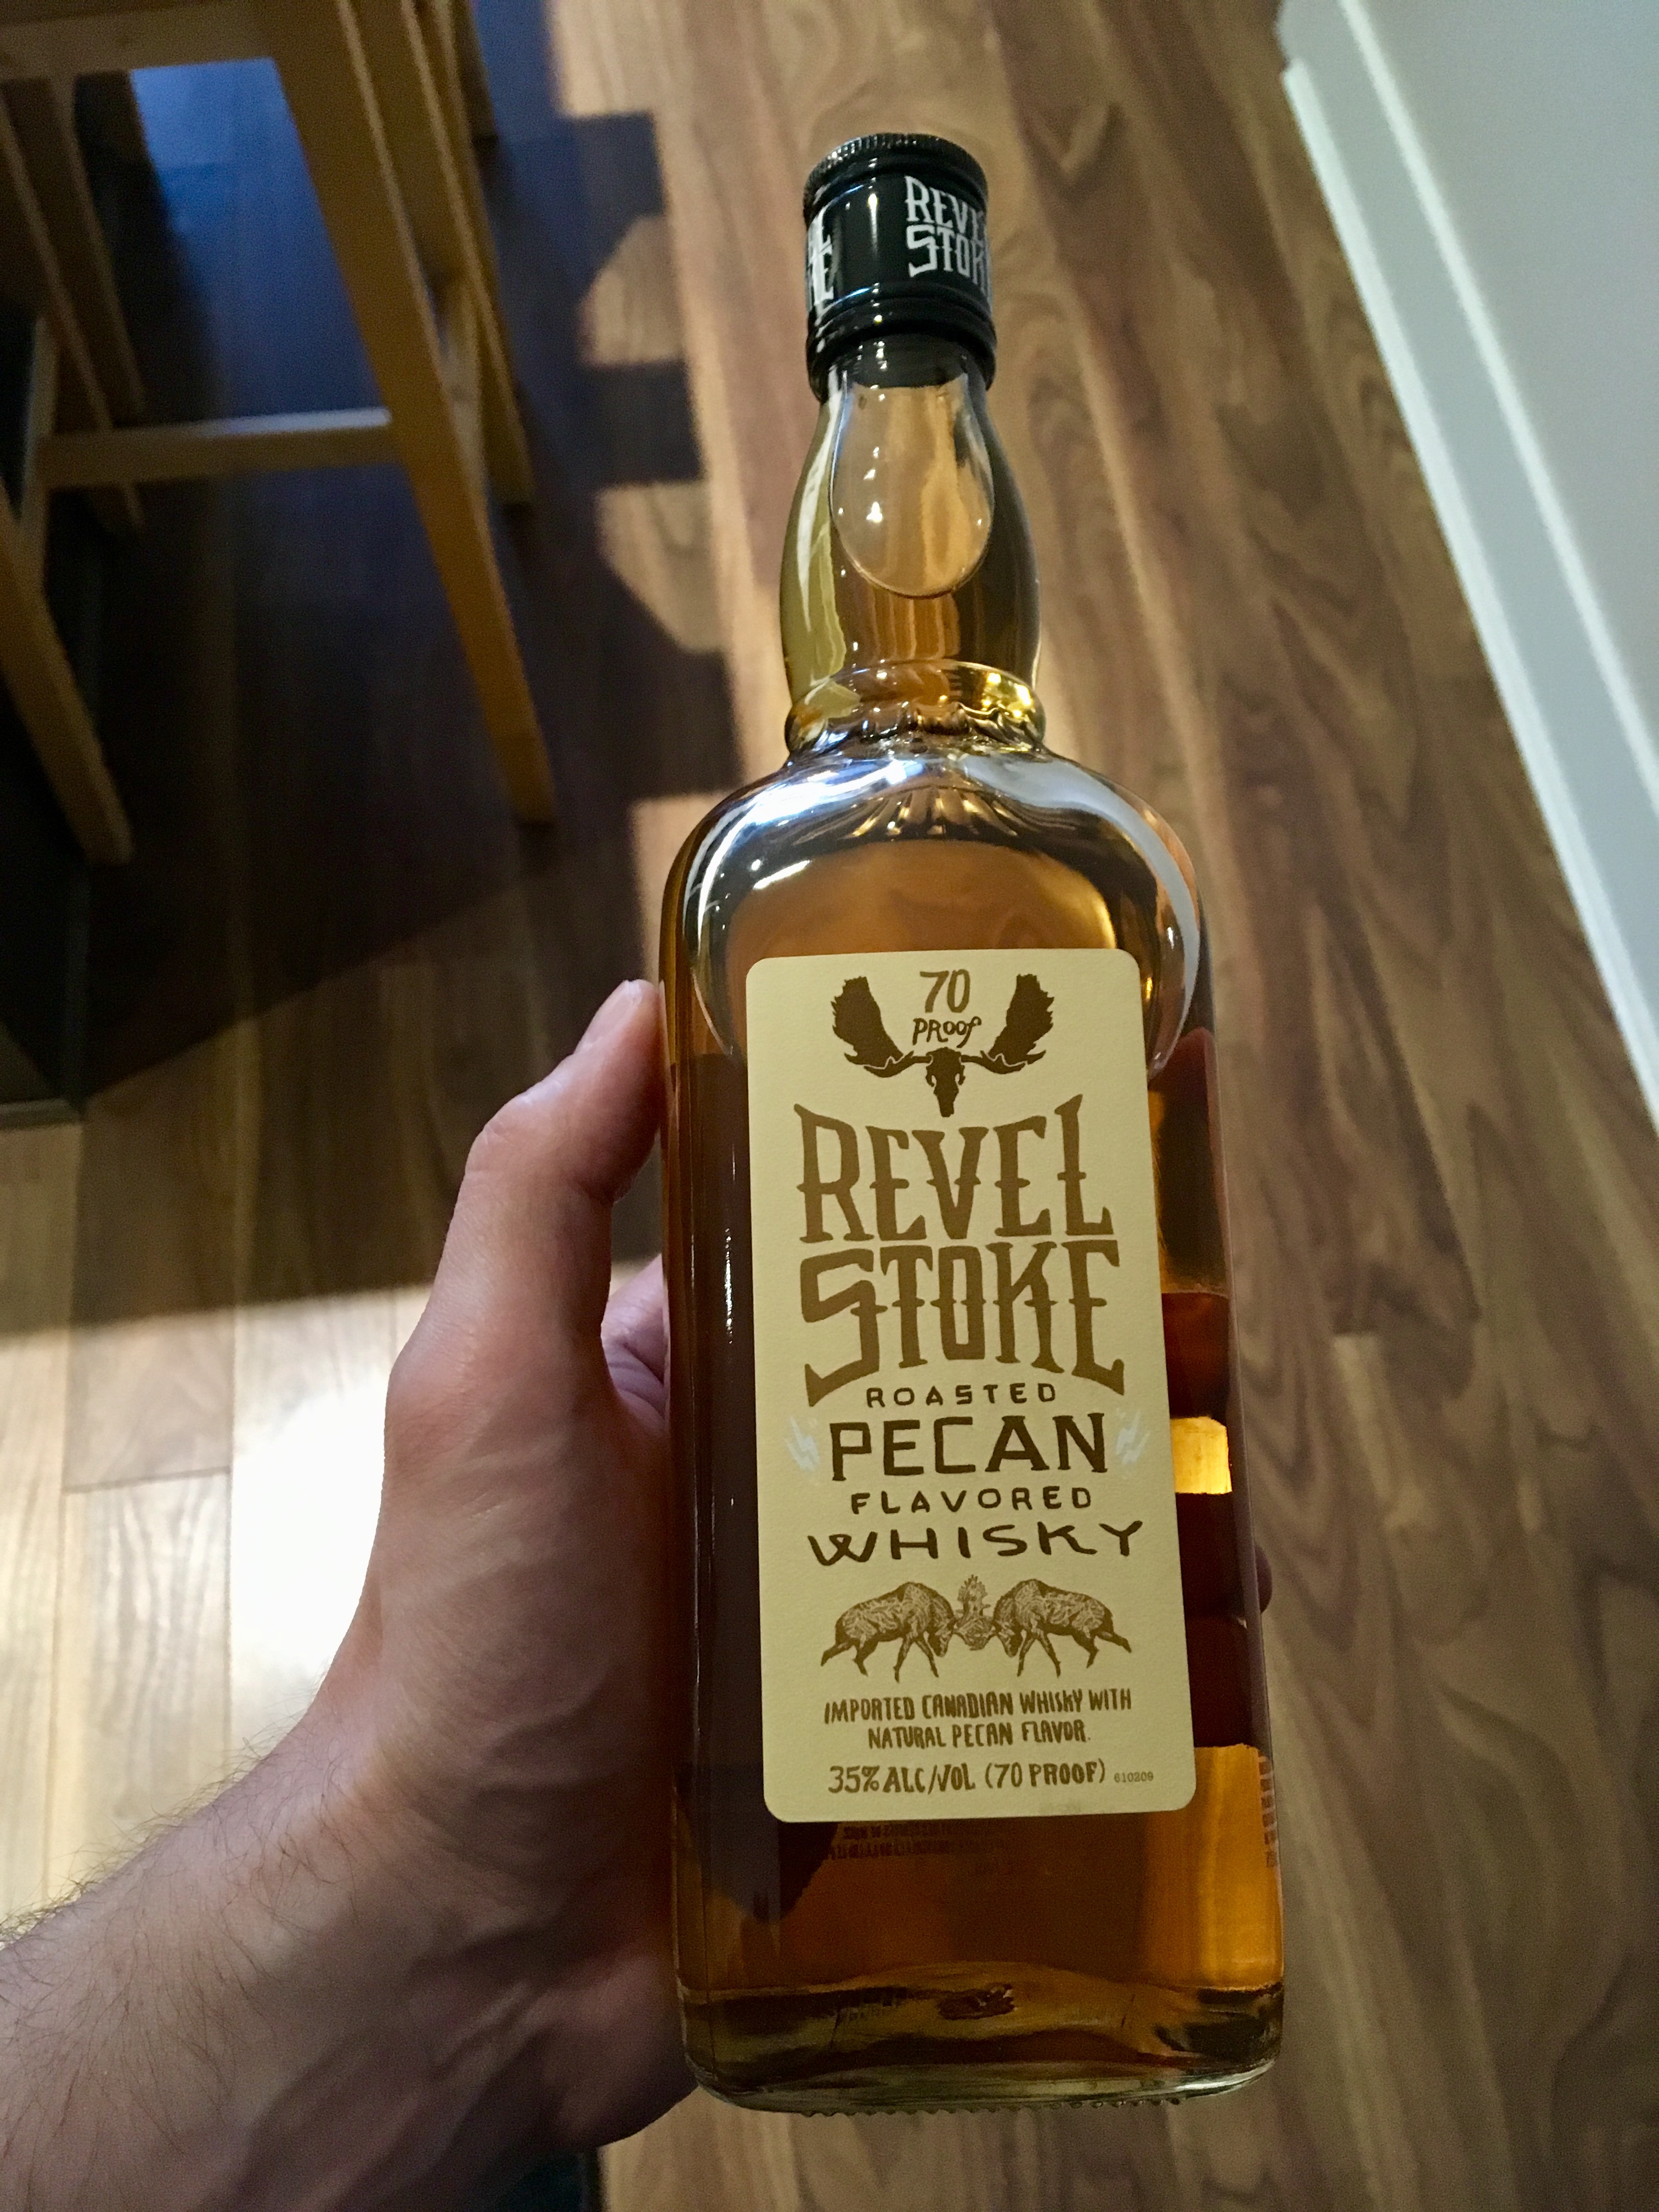 REVEL
STOKE
70
PROOF
REVEL
STOKE
ROASTED
PECAN
FLAVORED
WHISKY
IMPORTED CANADIAN WHISKY WITH
NATURAL PECAN FLAVOR.
35% ALC/VOL (70 PROOF) 610209